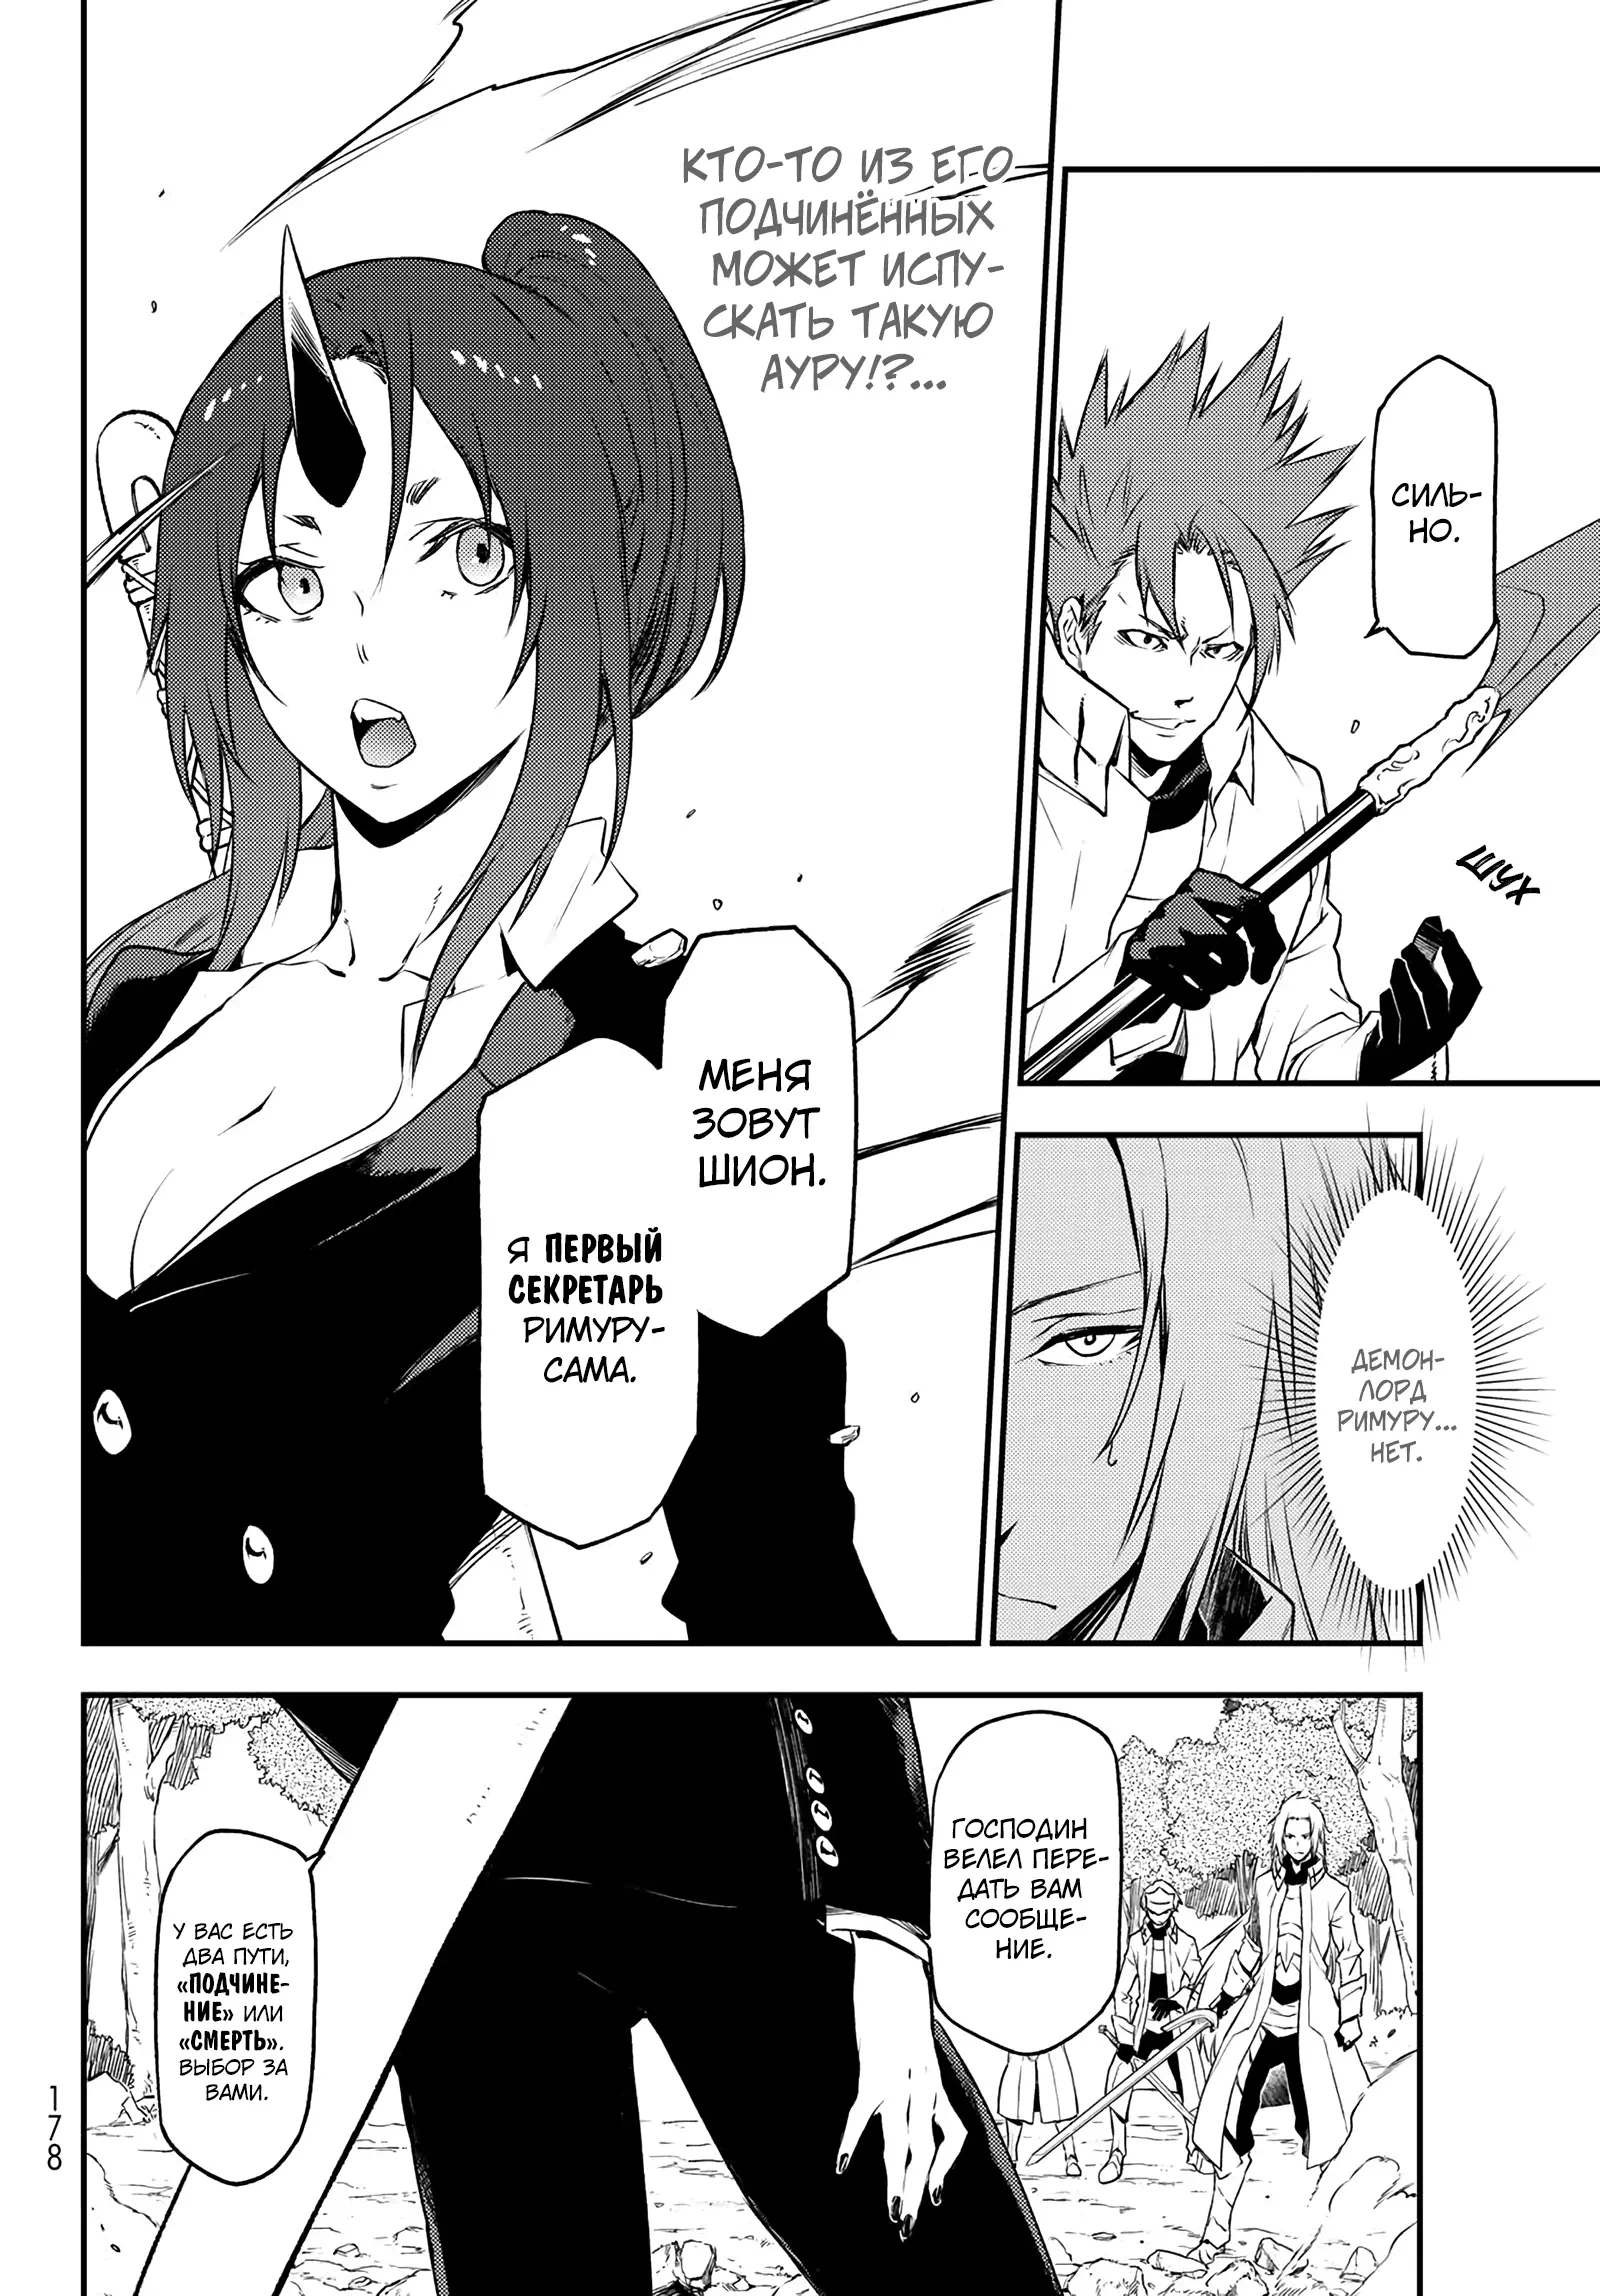 СИЛЬ-
НО.
ШУХ
ДЕМОН-
ЛОРД
РИМУРУ...
НЕТ.
КТО-ТО ИЗ ЕГО
ПОДЧИНЁННЫХ
МОЖЕТ ИСПУ-
СКАТЬ ТАКУЮ
АУРУ!?...
МЕНЯ
ЗОВУТ
ШИОН.
Я ПЕРВЫЙ
СЕКРЕТАРЬ
РИМУРУ-
САМА.
ГОСПОДИН
ВЕЛЕЛ ПЕРЕ-
ДАТЬ ВАМ
СООБЩЕ-
НИЕ.
У ВАС ЕСТЬ
ДВА ПУТИ,
«ПОДЧИНЕ-
НИЕ» ИЛИ
«СМЕРТЬ».
ВЫБОР ЗА
ВАМИ.
178